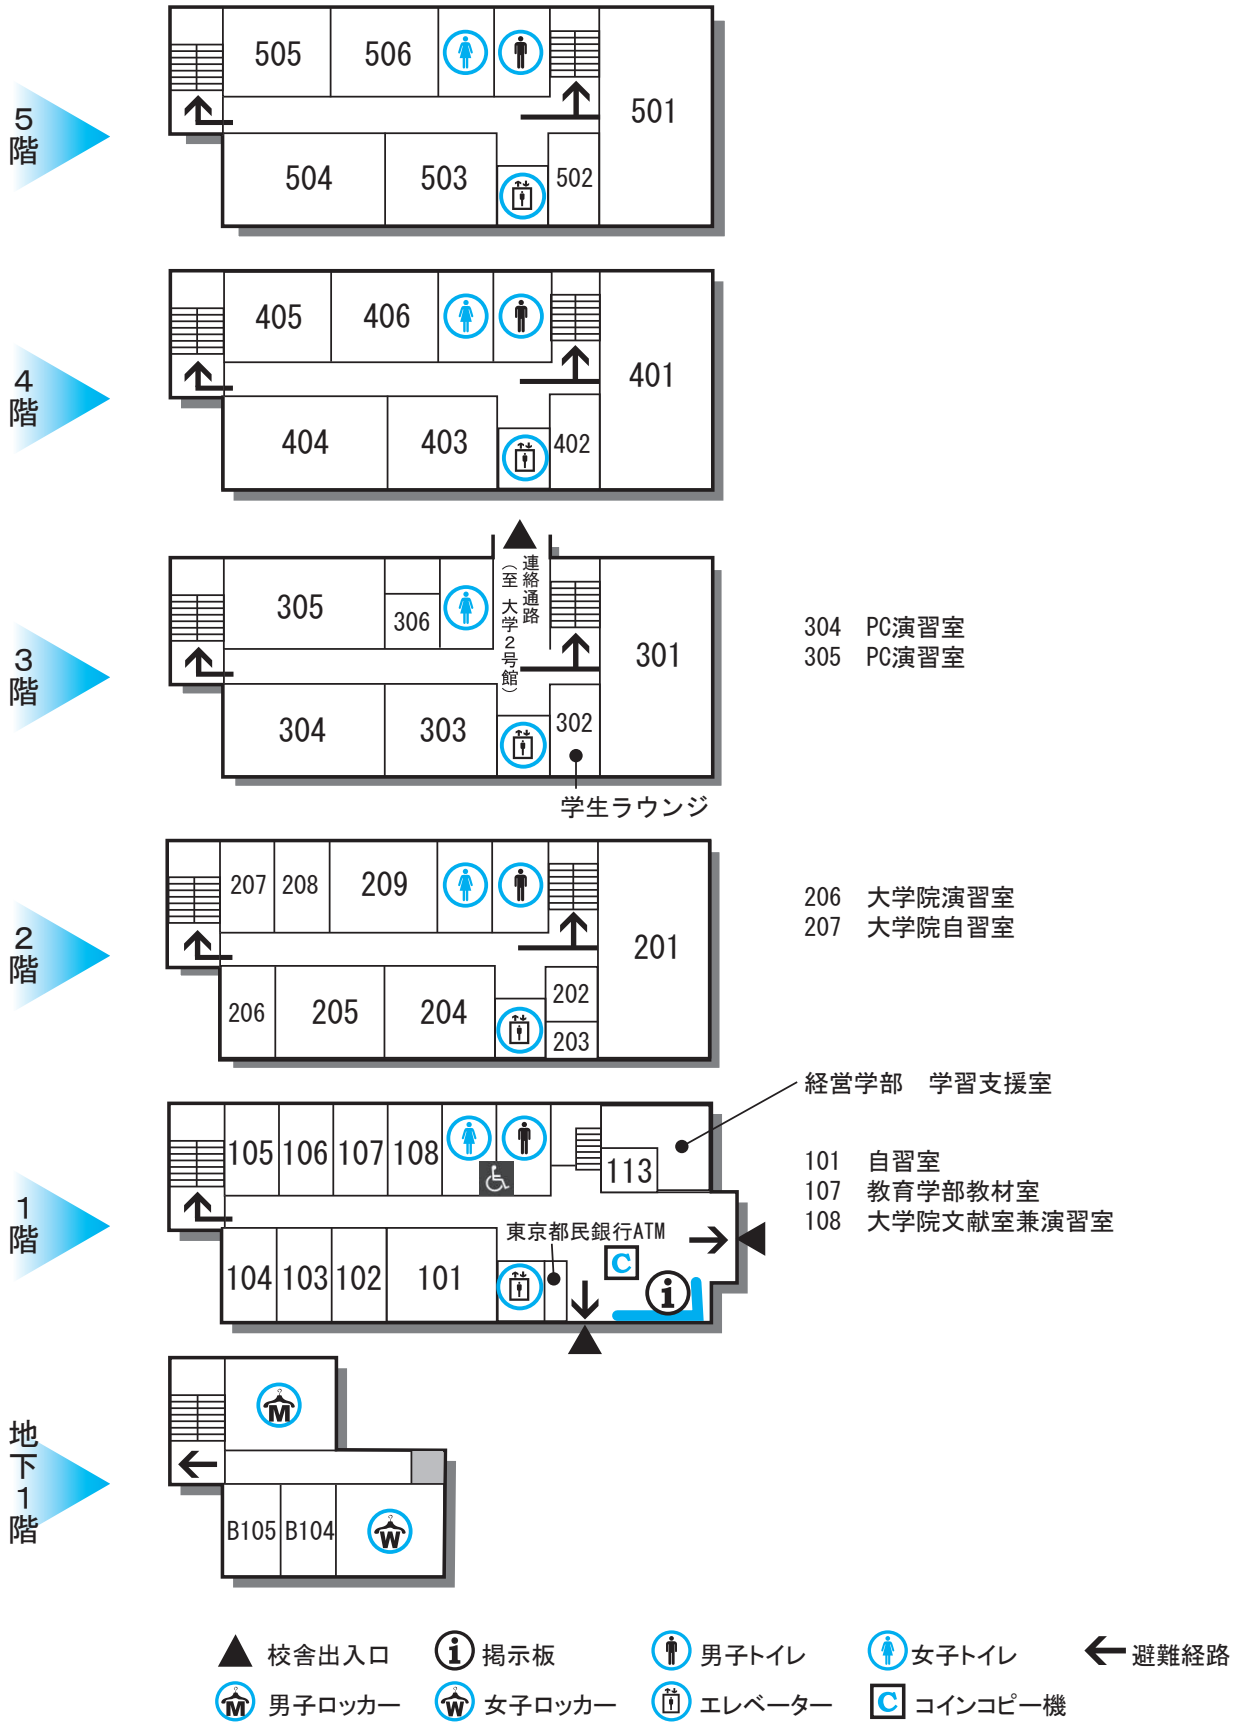 5階
505
506
501
504
503
502
4階
405
406
401
404
403
402
連絡通路
（至 大学2号館）
3階
305
306
301
304
303
302
学生ラウンジ
304 PC演習室
305 PC演習室
2階
207
208
209
201
206
205
204
202
203
206 大学院演習室
207 大学院自習室
経営学部 学習支援室
1階
105
106
107
108
113
東京都民銀行ATM
C
i
104
103
102
101
101 自習室
107 教育学部教材室
108 大学院文献室兼演習室
地下1階
M
B105
B104
W
校舎出入口
i 掲示板
男子トイレ
女子トイレ
避難経路
M 男子ロッカー
W 女子ロッカー
エレベーター
C コインコピー機